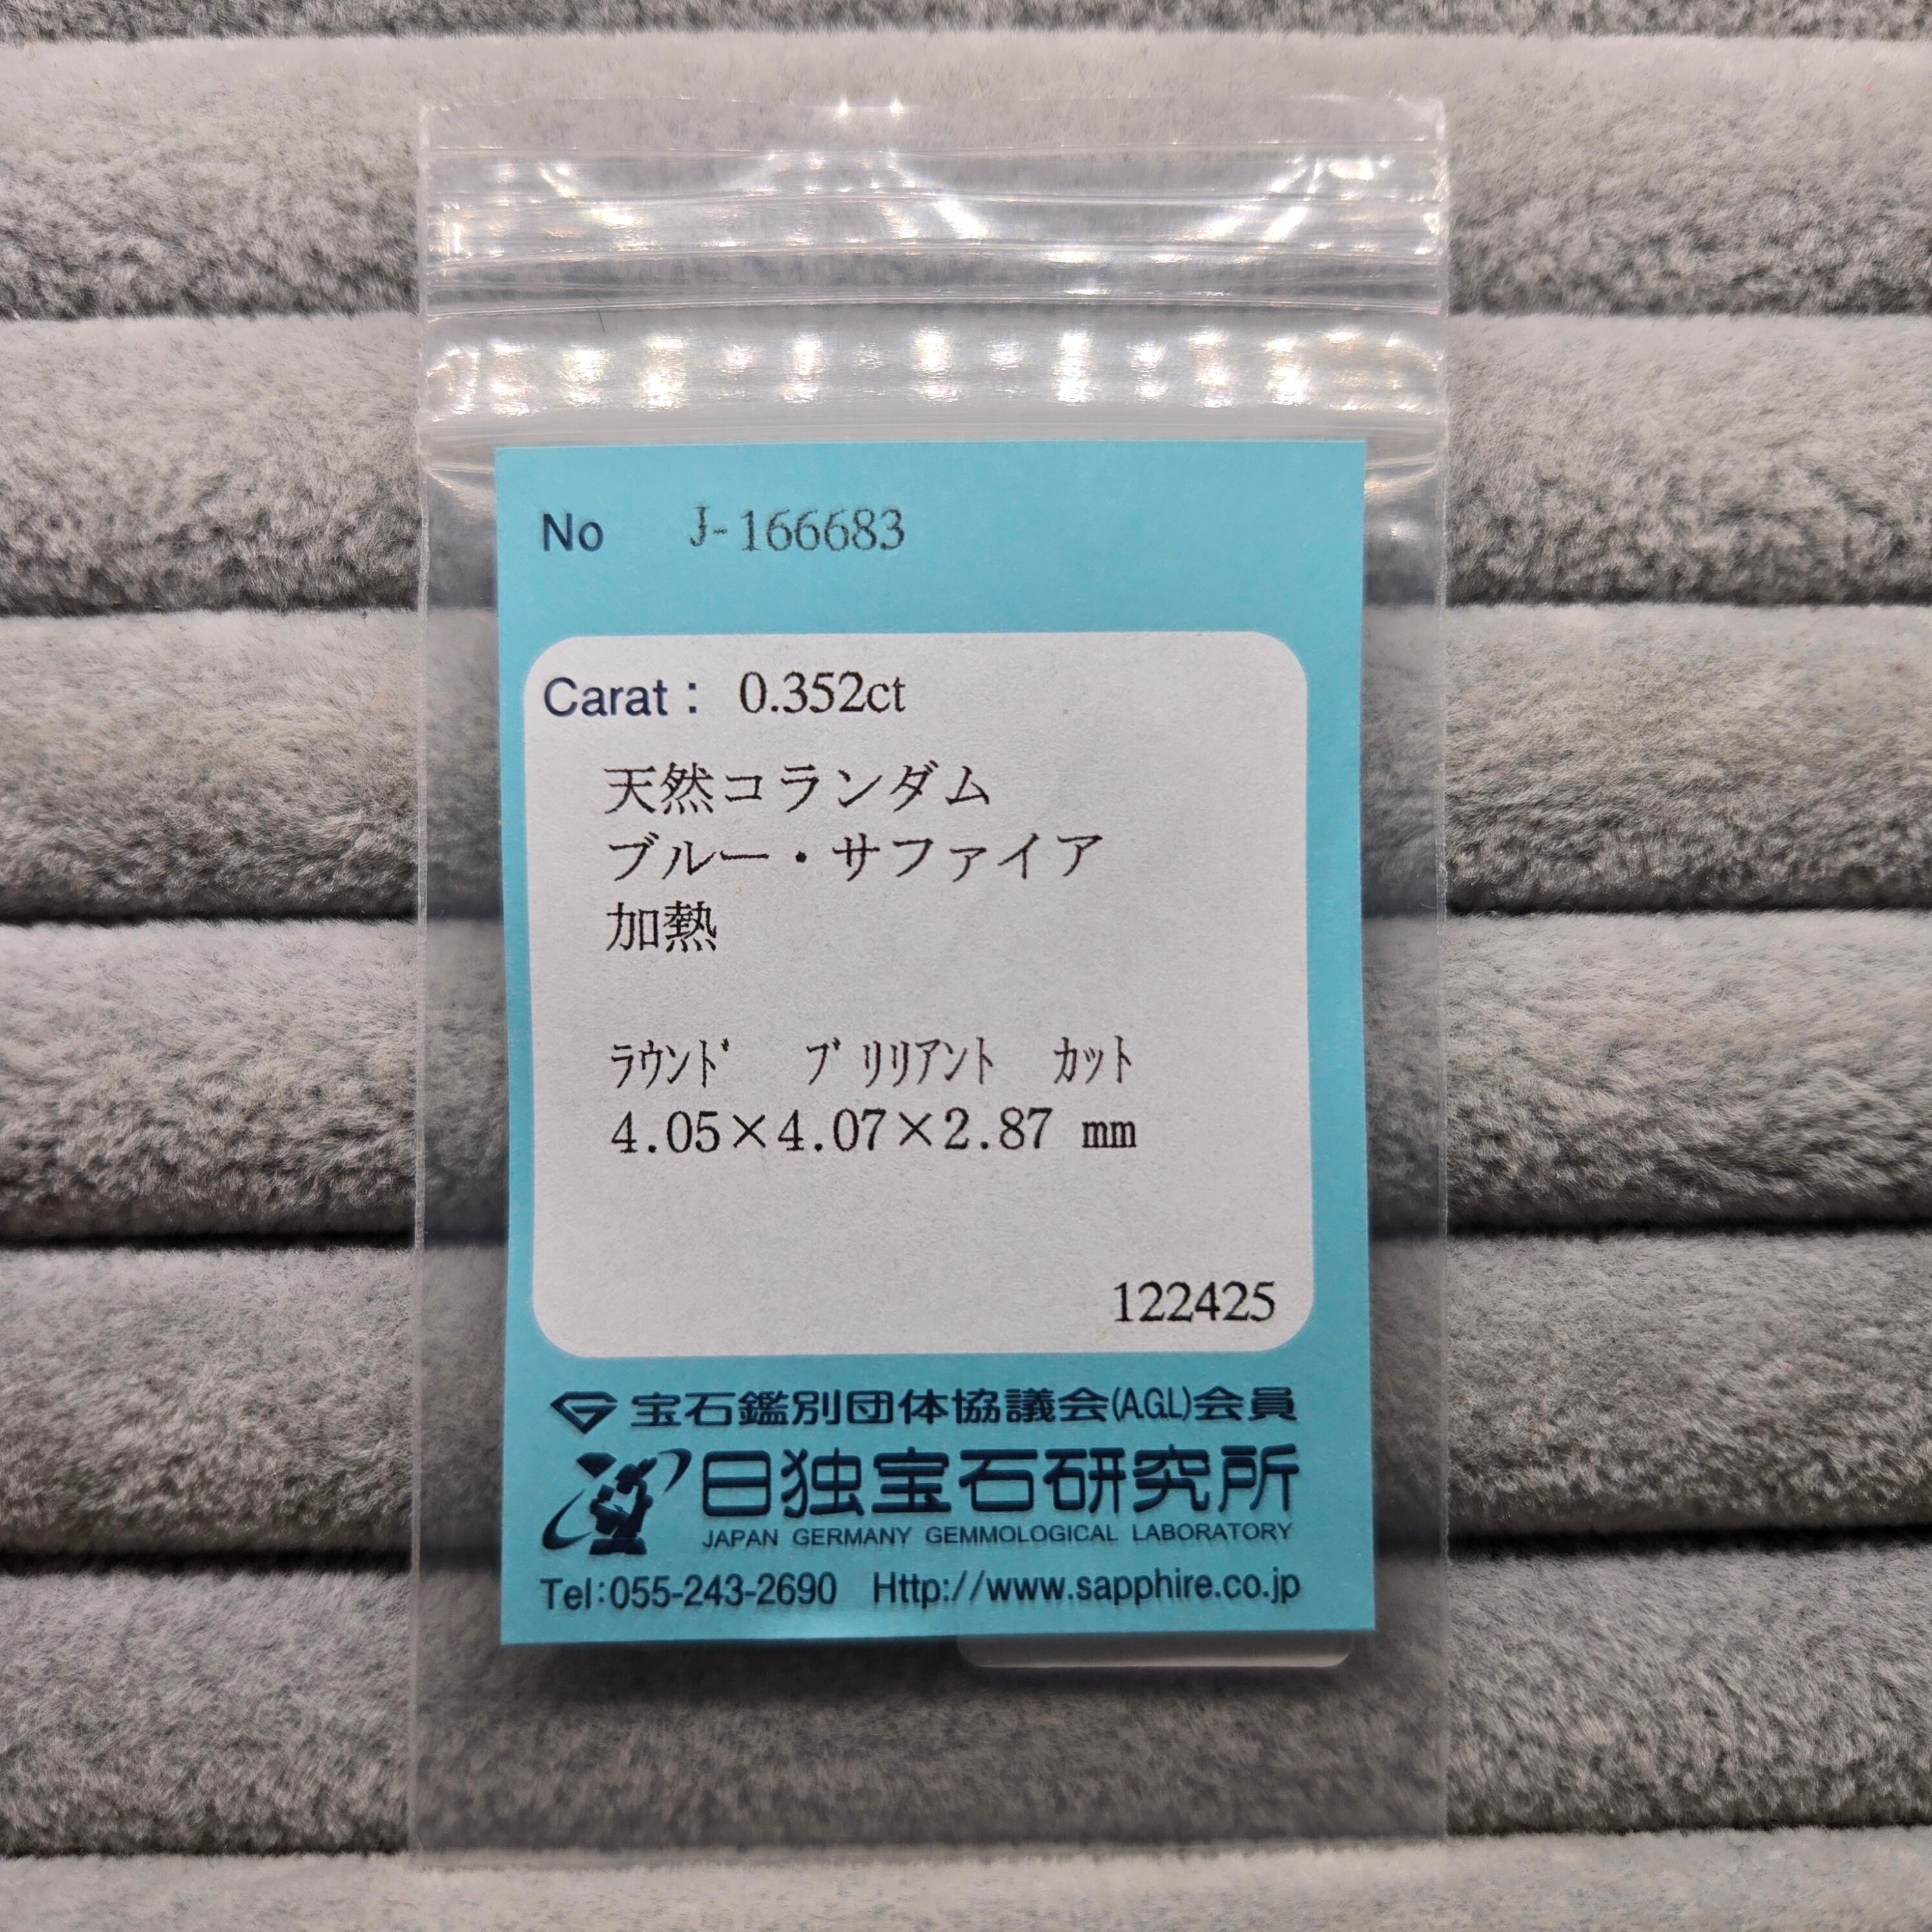 No J-166683
Carat： 0.352ct
天然コランダム
ブルー・サファイア
加熱
ﾗｳﾝﾄﾞ ﾌﾞﾘﾘｱﾝﾄ ｶｯﾄ
4.05×4.07×2.87 mm
122425
宝石鑑別団体協議会(A.G.L)会員
日独宝石研究所
JAPAN GERMANY GEMMOLOGICAL LABORATORY
Tel:055-243-2690 Http://www.sapphire.co.jp